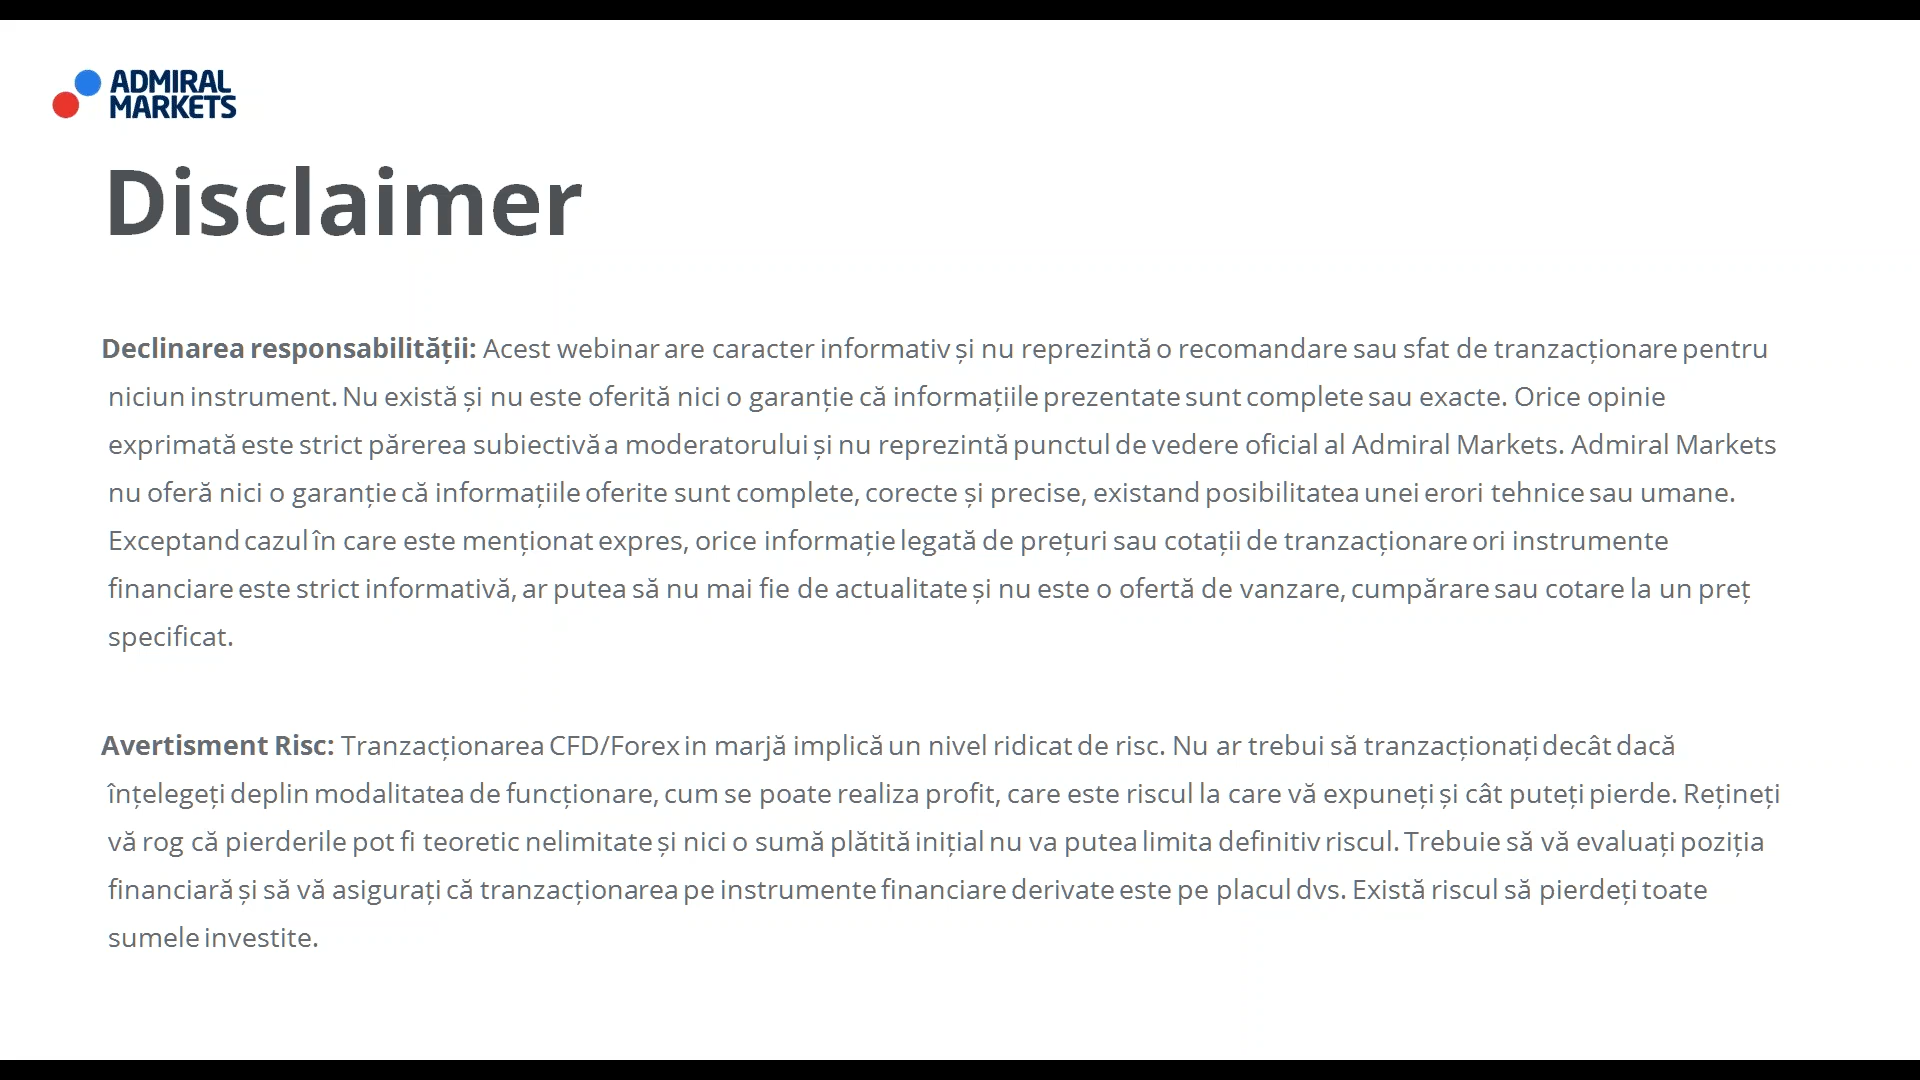 ADMIRAL
MARKETS
Disclaimer
Declinarea responsabilității: Acest webinar are caracter informativ și nu reprezintă o recomandare sau sfat de tranzacționare pentru
niciun instrument. Nu există și nu este oferită nici o garanție că informațiile prezentate sunt complete sau exacte. Orice opinie
exprimată este strict părerea subiectivă a moderatorului și nu reprezintă punctul de vedere oficial al Admiral Markets. Admiral Markets
nu oferă nici o garanție că informațiile oferite sunt complete, corecte și precise, existand posibilitatea unei erori tehnice sau umane.
Exceptand cazul în care este menționat expres, orice informație legată de prețuri sau cotații de tranzacționare ori instrumente
financiare este strict informativă, ar putea să nu mai fie de actualitate și nu este o ofertă de vanzare, cumpărare sau cotare la un preț
specificat.
Avertisment Risc: Tranzacționarea CFD/Forex in marjă implică un nivel ridicat de risc. Nu ar trebui să tranzacționați decât dacă
înțelegeți deplin modalitatea de funcționare, cum se poate realiza profit, care este riscul la care vă expuneți și cât puteți pierde. Rețineți
vă rog că pierderile pot fi teoretic nelimitate și nici o sumă plătită inițial nu va putea limita definitiv riscul. Trebuie să vă evaluați poziția
financiară și să vă asigurați că tranzacționarea pe instrumente financiare derivate este pe placul dvs. Există riscul să pierdeți toate
sumele investite.